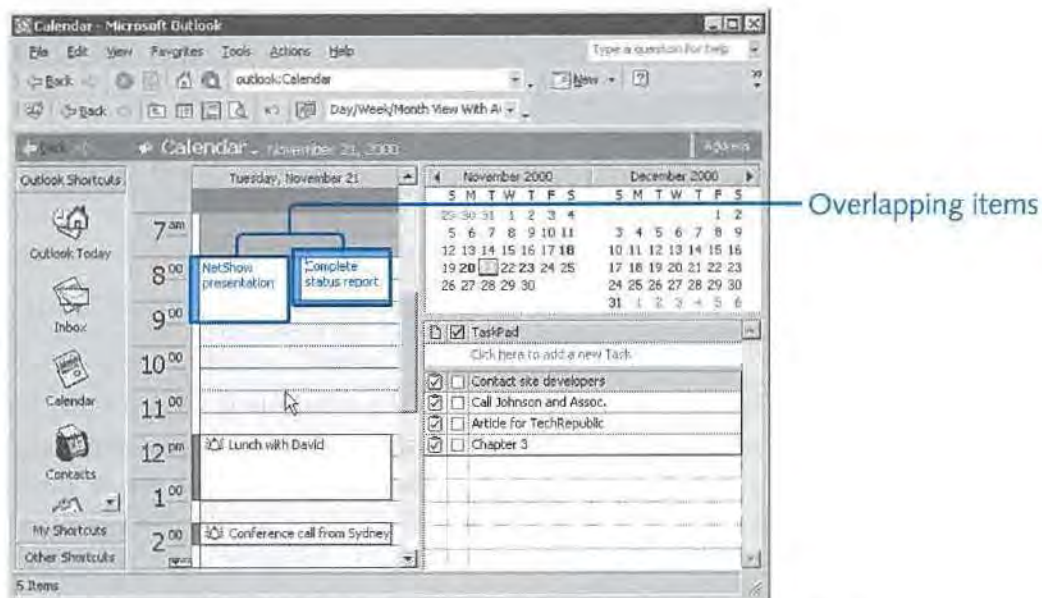 Calendar - Microsoft Outlook
File Edit View Favorites Tools Actions Help
Type a question for help
Back
outlook:Calendar
New
Back
Day/Week/Month View With A
Calendar. November 21, 2000
Address
Outlook Shortcuts
Outlook Today
Inbox
Calendar
Contacts
My Shortcuts
Other Shortcuts
Tuesday, November 21
7 am
8 00
NetShow presentation
Complete status report
9 00
10 00
11 00
12 pm
Lunch with David
1 00
2 00
Conference call from Sydney
November 2000
S M T W T F S
29 30 31 1 2 3 4
5 6 7 8 9 10 11
12 13 14 15 16 17 18
19 20 21 22 23 24 25
26 27 28 29 30
December 2000
S M T W T F S
1 2
3 4 5 6 7 8 9
10 11 12 13 14 15 16
17 18 19 20 21 22 23
24 25 26 27 28 29 30
31 1 2 3 4 5 6
TaskPad
Click here to add a new Task
Contact site developers
Call Johnson and Assoc.
Article for TechRepublic
Chapter 3
5 Items
Overlapping items